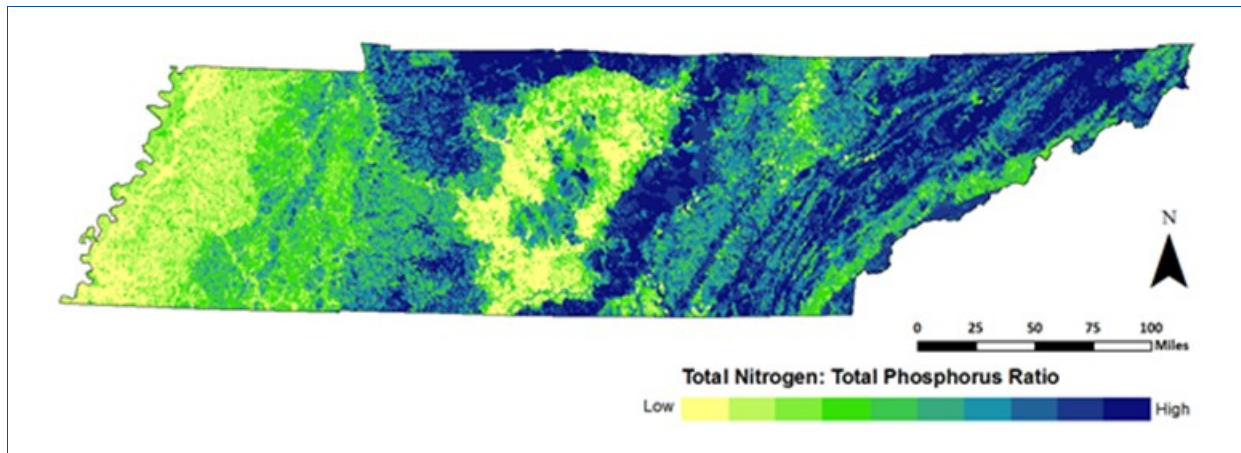 N
0 25 50 75 100
Miles
Total Nitrogen: Total Phosphorus Ratio
Low High